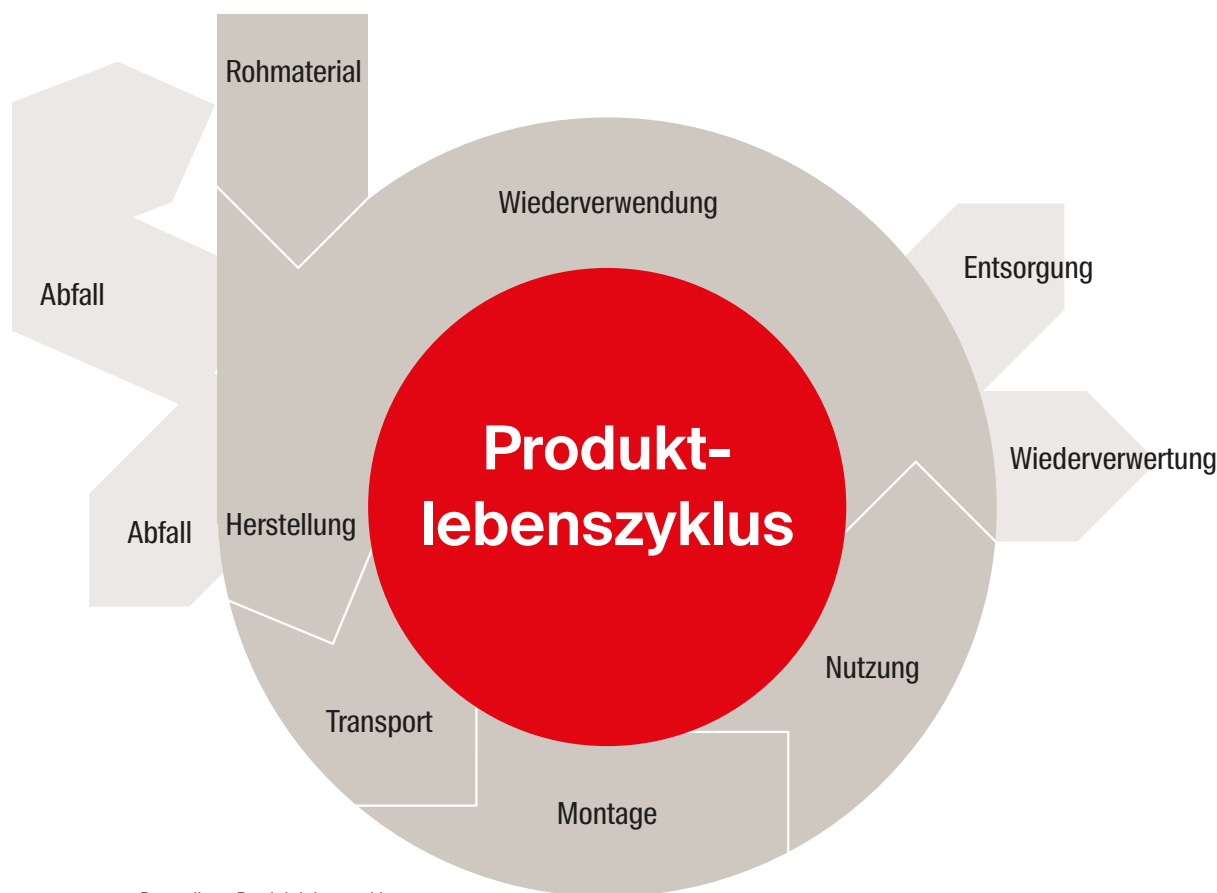 Rohmaterial
Wiederverwendung
Entsorgung
Abfall
Produkt-
lebenszyklus
Wiederverwertung
Abfall
Herstellung
Nutzung
Transport
Montage